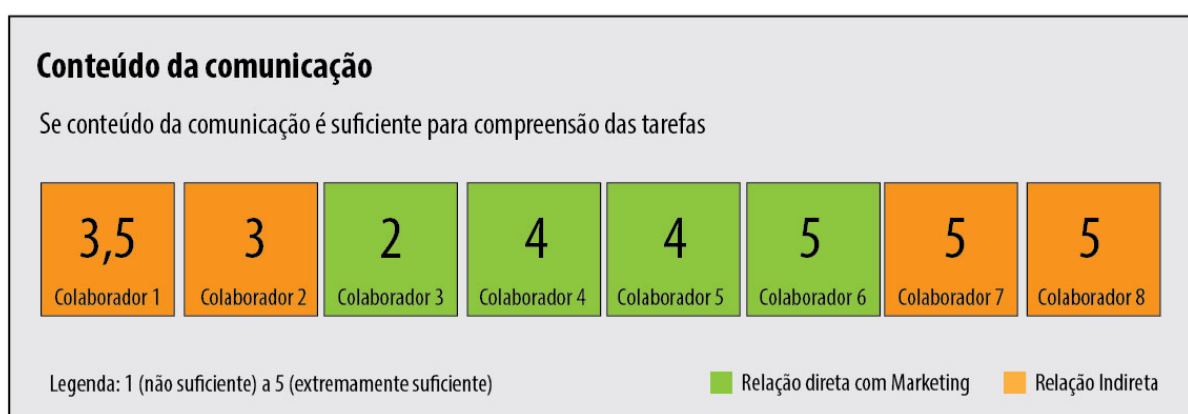 Conteúdo da comunicação
Se conteúdo da comunicação é suficiente para compreensão das tarefas
3,5 3 2 4 4 5 5 5
Colaborador 1 Colaborador 2 Colaborador 3 Colaborador 4 Colaborador 5 Colaborador 6 Colaborador 7 Colaborador 8
Legenda: 1 (não suficiente) a 5 (extremamente suficiente) Relação direta com Marketing Relação Indireta